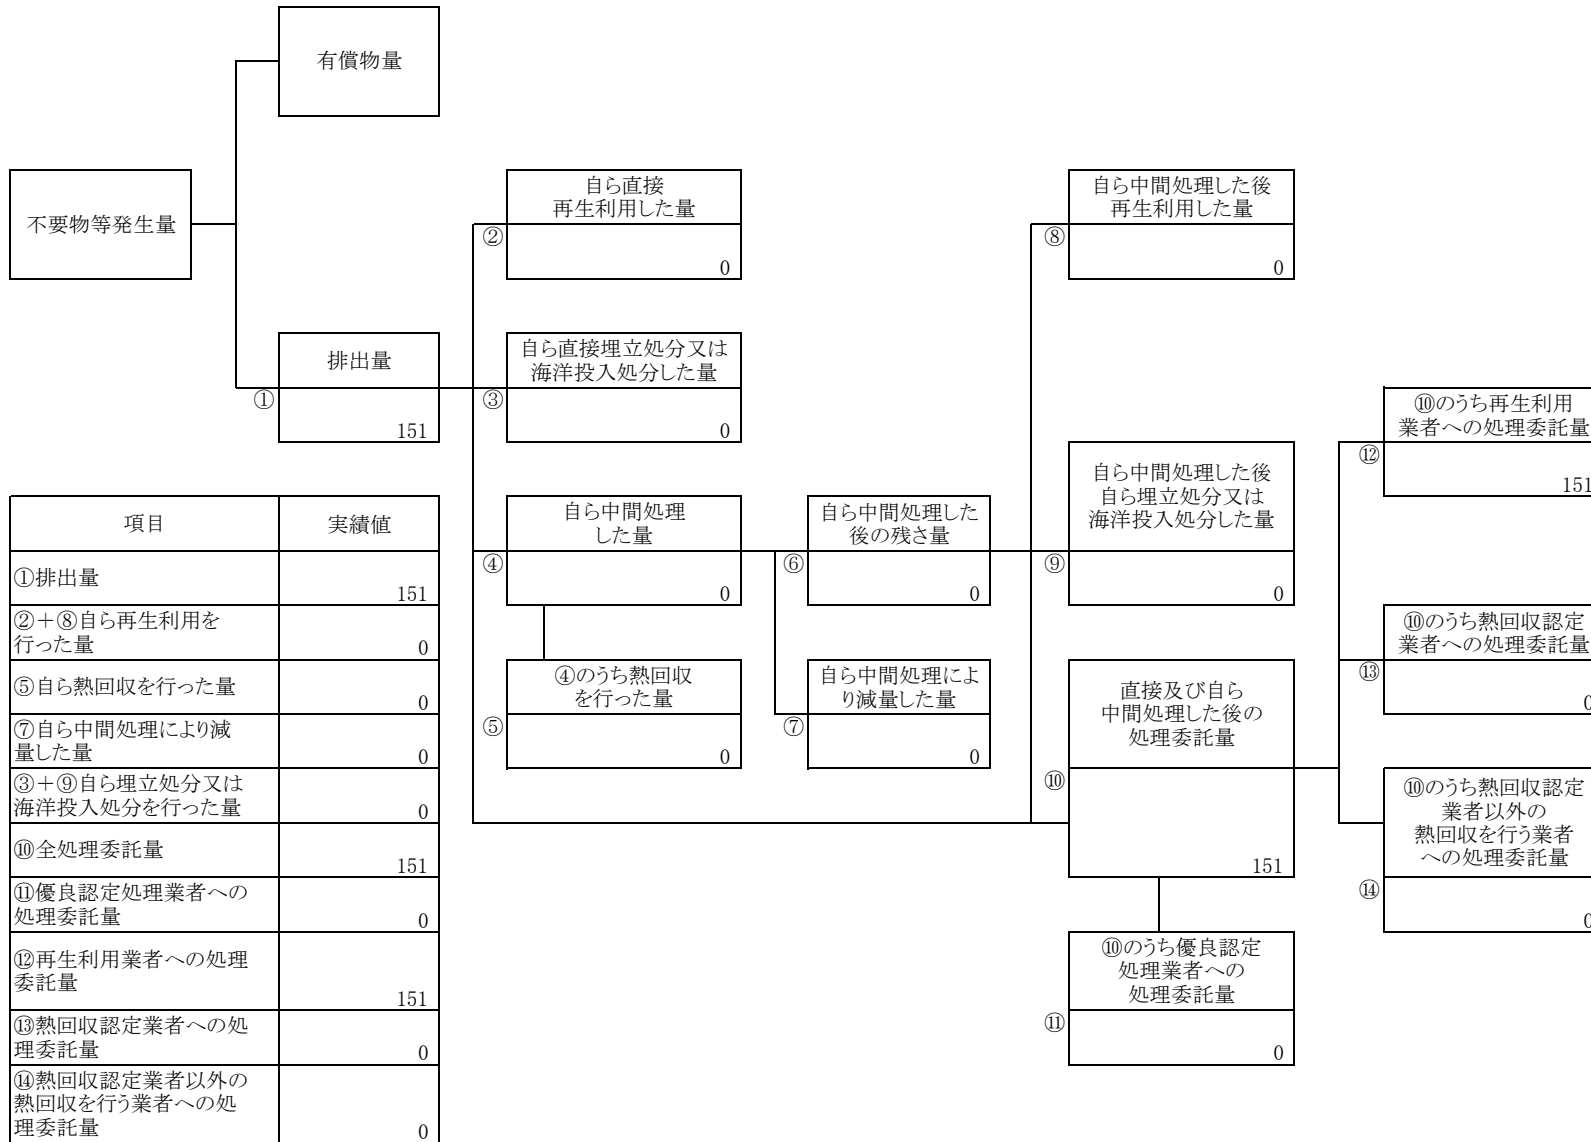 有償物量
不要物等発生量
自ら直接
再生利用した量
②
0
自ら中間処理した後
再生利用した量
⑧
0
排出量
①
151
自ら直接埋立処分又は
海洋投入処分した量
③
0
⑩のうち再生利用
業者への処理委託量
⑫
151
自ら中間処理
した量
④
0
自ら中間処理した
後の残さ量
⑥
0
自ら中間処理した後
自ら埋立処分又は
海洋投入処分した量
⑨
0
⑩のうち熱回収認定
業者への処理委託量
⑬
0
④のうち熱回収
を行った量
⑤
0
自ら中間処理によ
り減量した量
⑦
0
直接及び自ら
中間処理した後の
処理委託量
⑩
151
⑩のうち熱回収認定
業者以外の
熱回収を行う業者
への処理委託量
⑭
0
⑩のうち優良認定
処理業者への
処理委託量
⑪
0
項目 実績値
①排出量 151
②+⑧自ら再生利用を
行った量 0
⑤自ら熱回収を行った量 0
⑦自ら中間処理により減
量した量 0
③+⑨自ら埋立処分又は
海洋投入処分を行った量 0
⑩全処理委託量 151
⑪優良認定処理業者への
処理委託量 0
⑫再生利用業者への処理
委託量 151
⑬熱回収認定業者への処
理委託量 0
⑭熱回収認定業者以外の
熱回収を行う業者への処
理委託量 0